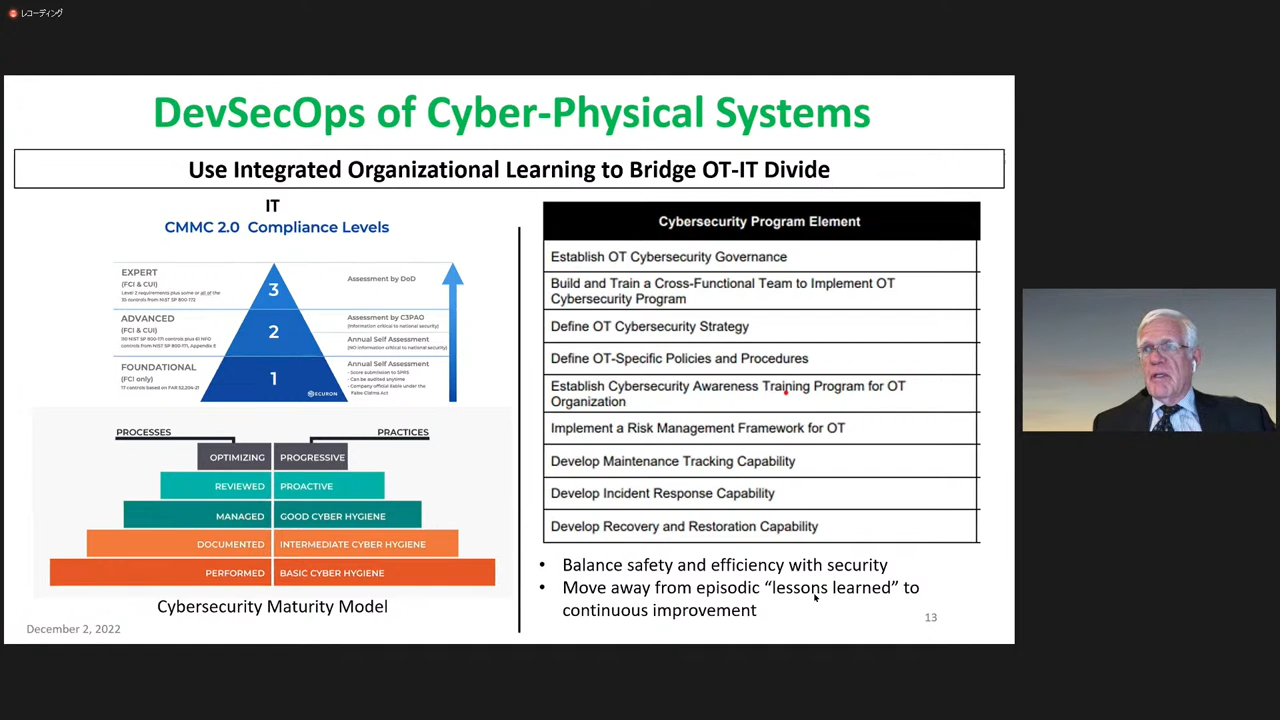 レコーディング
DevSecOps of Cyber-Physical Systems
Use Integrated Organizational Learning to Bridge OT-IT Divide
IT
CMMC 2.0 Compliance Levels
EXPERT
(FCI & CUI)
Level 2 requirements plus some or all of the
35 controls from NIST SP 800-172
3
Assessment by DoD
ADVANCED
(FCI & CUI)
110 NIST SP 800-171 controls plus 61 NFO
controls from NIST SP 800-171, Appendix E
2
Assessment by C3PAO
(Information critical to national security)
Annual Self Assessment
(NO information critical to national security)
FOUNDATIONAL
(FCI only)
17 controls based on FAR 52.204-21
1
ECURON
Annual Self Assessment
• Score submission to SPRS
• Can be audited anytime
• Company official liable under the
False Claims Act
PROCESSES
PRACTICES
OPTIMIZING
PROGRESSIVE
REVIEWED
PROACTIVE
MANAGED
GOOD CYBER HYGIENE
DOCUMENTED
INTERMEDIATE CYBER HYGIENE
PERFORMED
BASIC CYBER HYGIENE
Cybersecurity Maturity Model
Cybersecurity Program Element
Establish OT Cybersecurity Governance
Build and Train a Cross-Functional Team to Implement OT
Cybersecurity Program
Define OT Cybersecurity Strategy
Define OT-Specific Policies and Procedures
Establish Cybersecurity Awareness Training Program for OT
Organization
Implement a Risk Management Framework for OT
Develop Maintenance Tracking Capability
Develop Incident Response Capability
Develop Recovery and Restoration Capability
• Balance safety and efficiency with security
• Move away from episodic “lessons learned” to
continuous improvement
December 2, 2022
13